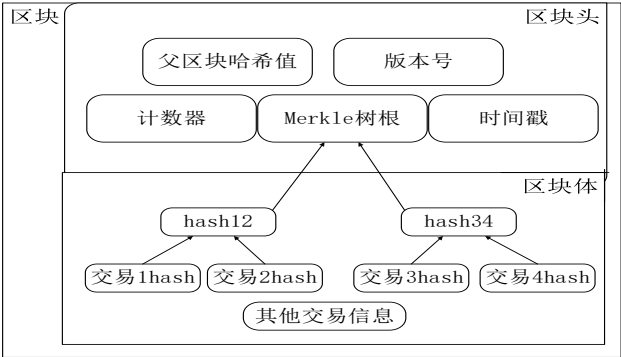 区块
区块头
父区块哈希值
版本号
计数器
Merkle树根
时间戳
区块体
hash12
hash34
交易1hash
交易2hash
交易3hash
交易4hash
其他交易信息